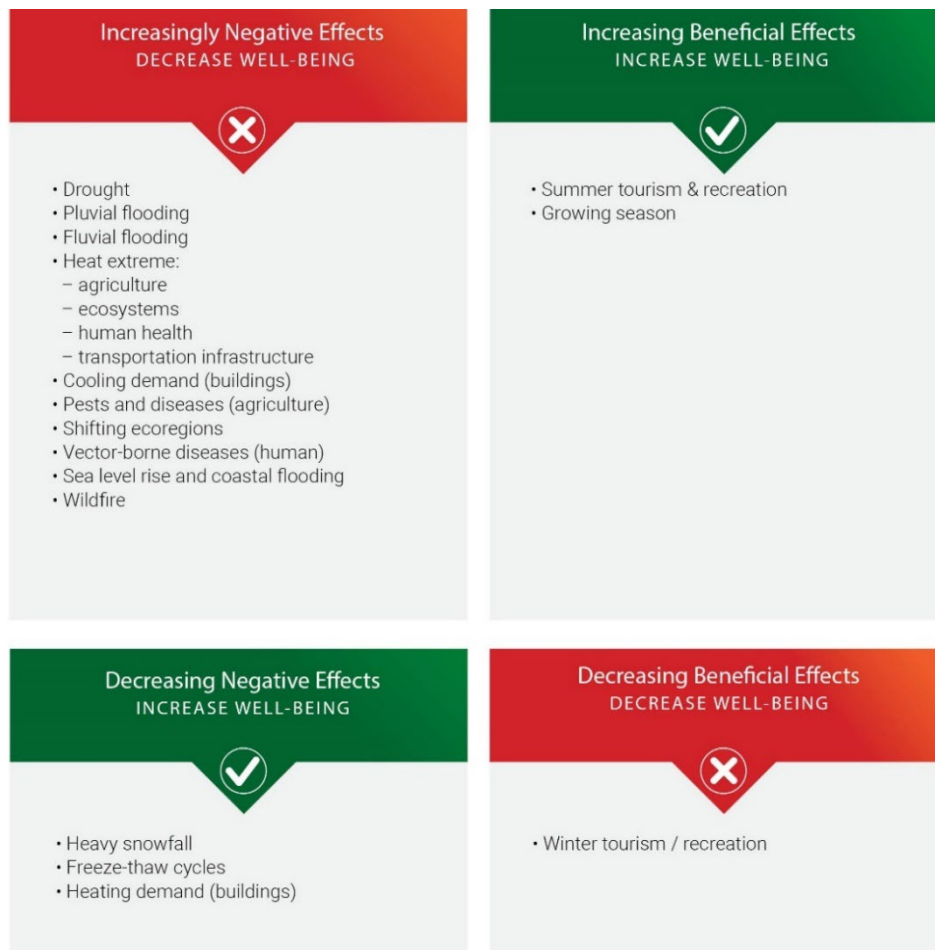 Increasingly Negative Effects
DECREASE WELL-BEING
• Drought
• Pluvial flooding
• Fluvial flooding
• Heat extreme:
– agriculture
– ecosystems
– human health
– transportation infrastructure
• Cooling demand (buildings)
• Pests and diseases (agriculture)
• Shifting ecoregions
• Vector-borne diseases (human)
• Sea level rise and coastal flooding
• Wildfire
Increasing Beneficial Effects
INCREASE WELL-BEING
• Summer tourism & recreation
• Growing season
Decreasing Negative Effects
INCREASE WELL-BEING
• Heavy snowfall
• Freeze-thaw cycles
• Heating demand (buildings)
Decreasing Beneficial Effects
DECREASE WELL-BEING
• Winter tourism / recreation